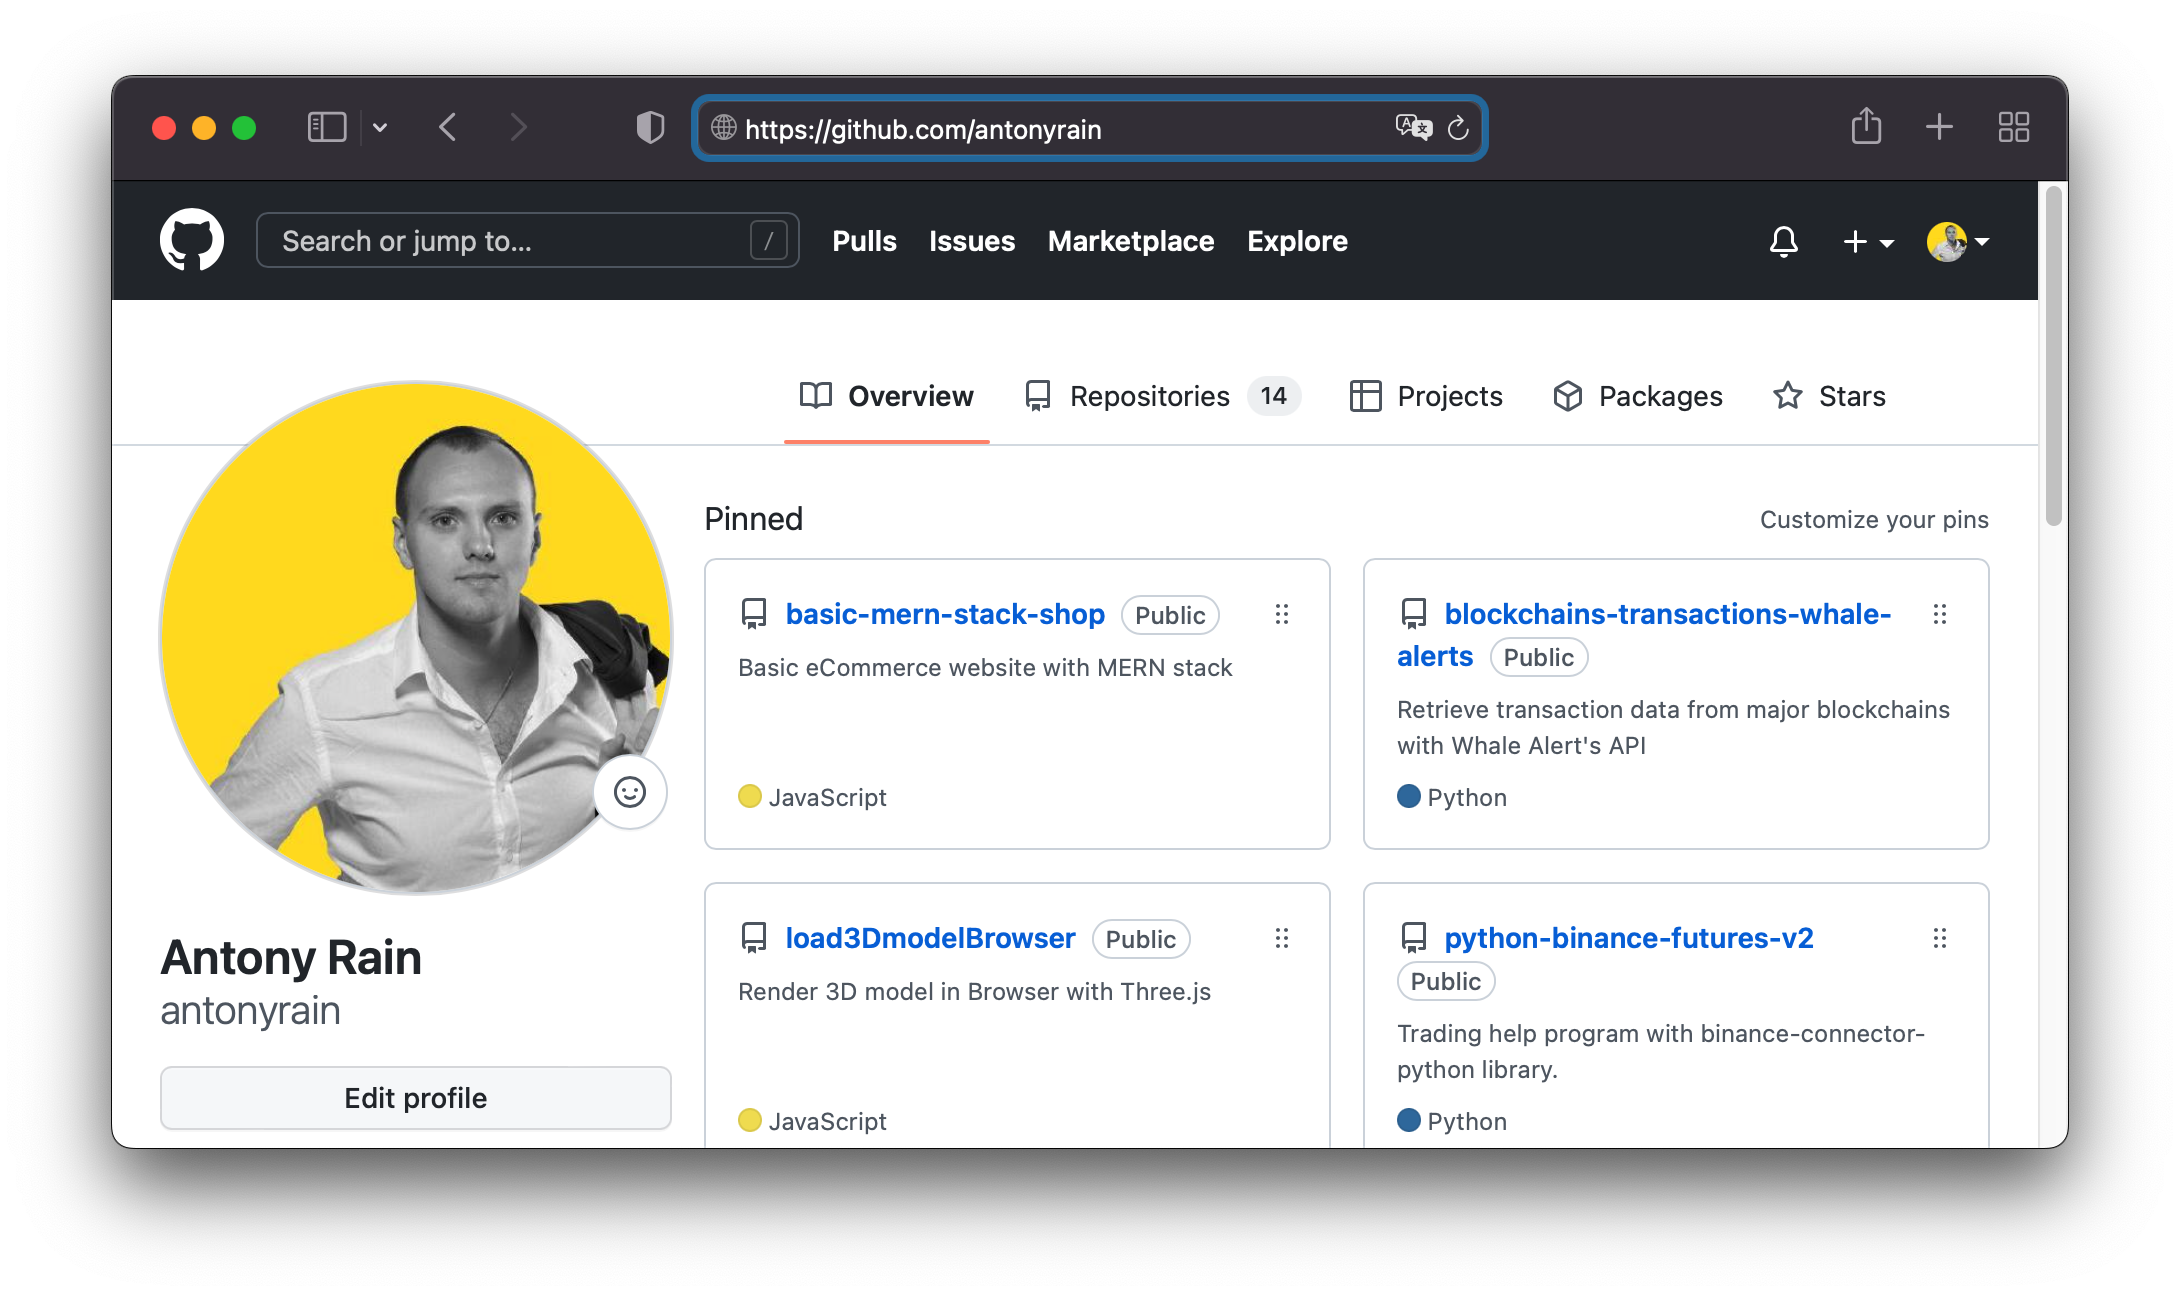 https://github.com/antonyrain
Search or jump to...
/
Pulls
Issues
Marketplace
Explore
Overview
Repositories 14
Projects
Packages
Stars
Antony Rain
antonyrain
Edit profile
Pinned
Customize your pins
basic-mern-stack-shop Public
Basic eCommerce website with MERN stack
JavaScript
blockchains-transactions-whale-
alerts Public
Retrieve transaction data from major blockchains
with Whale Alert's API
Python
load3DmodelBrowser Public
Render 3D model in Browser with Three.js
JavaScript
python-binance-futures-v2
Public
Trading help program with binance-connector-
python library.
Python